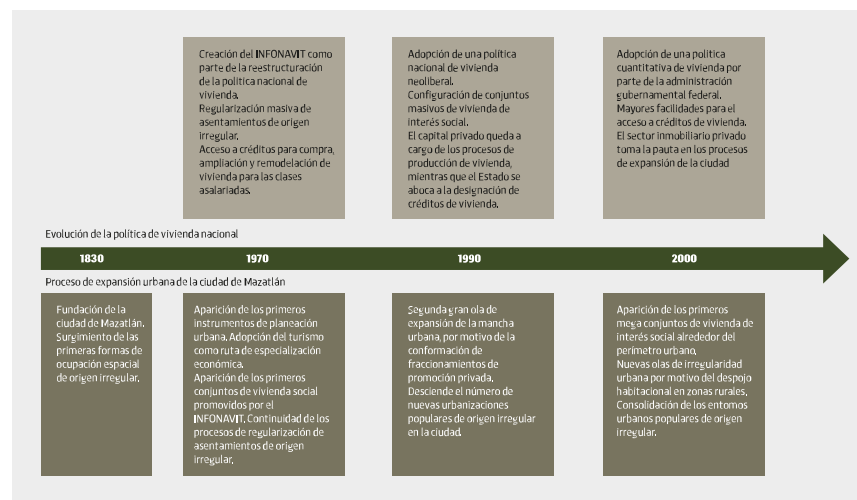 Creación del INFONAVIT como
parte de la reestructuración
de la política nacional de
vivienda.
Regularización masiva de
asentamientos de origen
irregular.
Acceso a créditos para compra,
ampliación y remodelación de
vivienda para las clases
asalariadas.
Adopción de una política
nacional de vivienda
neoliberal.
Configuración de conjuntos
masivos de vivienda de
interés social.
El capital privado queda a
cargo de los procesos de
producción de vivienda,
mientras que el Estado se
aboca a la designación de
créditos de vivienda.
Adopción de una política
cuantitativa de vivienda por
parte de la administración
gubernamental federal.
Mayores facilidades para el
acceso a créditos de vivienda.
El sector inmobiliario privado
toma la pauta en los procesos
de expansión de la ciudad
Evolución de la política de vivienda nacional
1830 1970 1990 2000
Proceso de expansión urbana de la ciudad de Mazatlán
Fundación de la
ciudad de Mazatlán.
Surgimiento de las
primeras formas de
ocupación espacial
de origen irregular.
Aparición de los primeros
instrumentos de planeación
urbana. Adopción del turismo
como ruta de especialización
económica.
Aparición de los primeros
conjuntos de vivienda social
promovidos por el
INFONAVIT. Continuidad de los
procesos de regularización de
asentamientos de origen
irregular.
Segunda gran ola de
expansión de la mancha
urbana, por motivo de la
conformación de
fraccionamientos de
promoción privada.
Desciende el número de
nuevas urbanizaciones
populares de origen irregular
en la ciudad.
Aparición de los primeros
mega conjuntos de vivienda de
interés social alrededor del
perímetro urbano.
Nuevas olas de irregularidad
urbana por motivo del despojo
habitacional en zonas rurales.
Consolidación de los entornos
urbanos populares de origen
irregular.